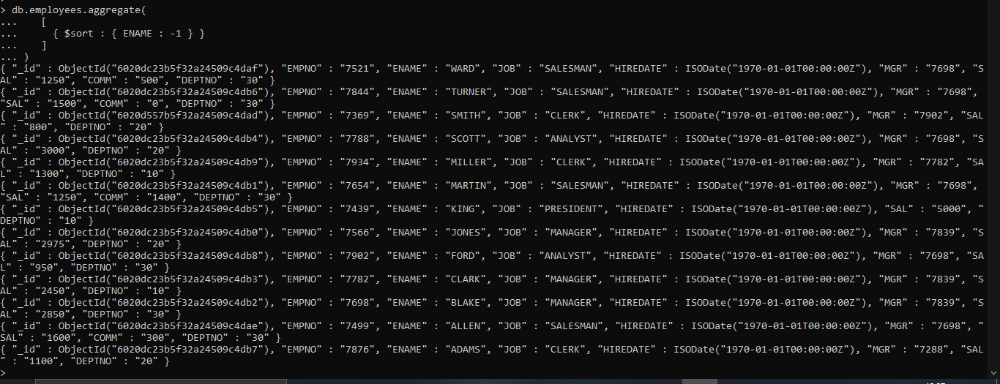 > db.employees.aggregate(
...    [
...      { $sort : { ENAME : -1 } }
...    ]
... )
{ "_id" : ObjectId("6020dc23b5f32a24509c4daf"), "EMPNO" : "7521", "ENAME" : "WARD", "JOB" : "SALESMAN", "HIREDATE" : ISODate("1970-01-01T00:00:00Z"), "MGR" : "7698", "S
AL" : "1250", "COMM" : "500", "DEPTNO" : "30" }
{ "_id" : ObjectId("6020dc23b5f32a24509c4db6"), "EMPNO" : "7844", "ENAME" : "TURNER", "JOB" : "SALESMAN", "HIREDATE" : ISODate("1970-01-01T00:00:00Z"), "MGR" : "7698", 
"SAL" : "1500", "COMM" : "0", "DEPTNO" : "30" }
{ "_id" : ObjectId("6020d557b5f32a24509c4dad"), "EMPNO" : "7369", "ENAME" : "SMITH", "JOB" : "CLERK", "HIREDATE" : ISODate("1970-01-01T00:00:00Z"), "MGR" : "7902", "SAL
" : "800", "DEPTNO" : "20" }
{ "_id" : ObjectId("6020dc23b5f32a24509c4db4"), "EMPNO" : "7788", "ENAME" : "SCOTT", "JOB" : "ANALYST", "HIREDATE" : ISODate("1970-01-01T00:00:00Z"), "MGR" : "7698", "S
AL" : "3000", "DEPTNO" : "20" }
{ "_id" : ObjectId("6020dc23b5f32a24509c4db9"), "EMPNO" : "7934", "ENAME" : "MILLER", "JOB" : "CLERK", "HIREDATE" : ISODate("1970-01-01T00:00:00Z"), "MGR" : "7782", "SA
L" : "1300", "DEPTNO" : "10" }
{ "_id" : ObjectId("6020dc23b5f32a24509c4db1"), "EMPNO" : "7654", "ENAME" : "MARTIN", "JOB" : "SALESMAN", "HIREDATE" : ISODate("1970-01-01T00:00:00Z"), "MGR" : "7698", 
"SAL" : "1250", "COMM" : "1400", "DEPTNO" : "30" }
{ "_id" : ObjectId("6020dc23b5f32a24509c4db5"), "EMPNO" : "7439", "ENAME" : "KING", "JOB" : "PRESIDENT", "HIREDATE" : ISODate("1970-01-01T00:00:00Z"), "SAL" : "5000", "
DEPTNO" : "10" }
{ "_id" : ObjectId("6020dc23b5f32a24509c4db0"), "EMPNO" : "7566", "ENAME" : "JONES", "JOB" : "MANAGER", "HIREDATE" : ISODate("1970-01-01T00:00:00Z"), "MGR" : "7839", "S
AL" : "2975", "DEPTNO" : "20" }
{ "_id" : ObjectId("6020dc23b5f32a24509c4db8"), "EMPNO" : "7902", "ENAME" : "FORD", "JOB" : "ANALYST", "HIREDATE" : ISODate("1970-01-01T00:00:00Z"), "MGR" : "7698", "SA
L" : "950", "DEPTNO" : "30" }
{ "_id" : ObjectId("6020dc23b5f32a24509c4db3"), "EMPNO" : "7782", "ENAME" : "CLARK", "JOB" : "MANAGER", "HIREDATE" : ISODate("1970-01-01T00:00:00Z"), "MGR" : "7839", "S
AL" : "2450", "DEPTNO" : "10" }
{ "_id" : ObjectId("6020dc23b5f32a24509c4db2"), "EMPNO" : "7698", "ENAME" : "BLAKE", "JOB" : "MANAGER", "HIREDATE" : ISODate("1970-01-01T00:00:00Z"), "MGR" : "7839", "S
AL" : "2850", "DEPTNO" : "30" }
{ "_id" : ObjectId("6020dc23b5f32a24509c4dae"), "EMPNO" : "7499", "ENAME" : "ALLEN", "JOB" : "SALESMAN", "HIREDATE" : ISODate("1970-01-01T00:00:00Z"), "MGR" : "7698", "
SAL" : "1600", "COMM" : "300", "DEPTNO" : "30" }
{ "_id" : ObjectId("6020dc23b5f32a24509c4db7"), "EMPNO" : "7876", "ENAME" : "ADAMS", "JOB" : "CLERK", "HIREDATE" : ISODate("1970-01-01T00:00:00Z"), "MGR" : "7288", "SAL
" : "1100", "DEPTNO" : "20" }
>